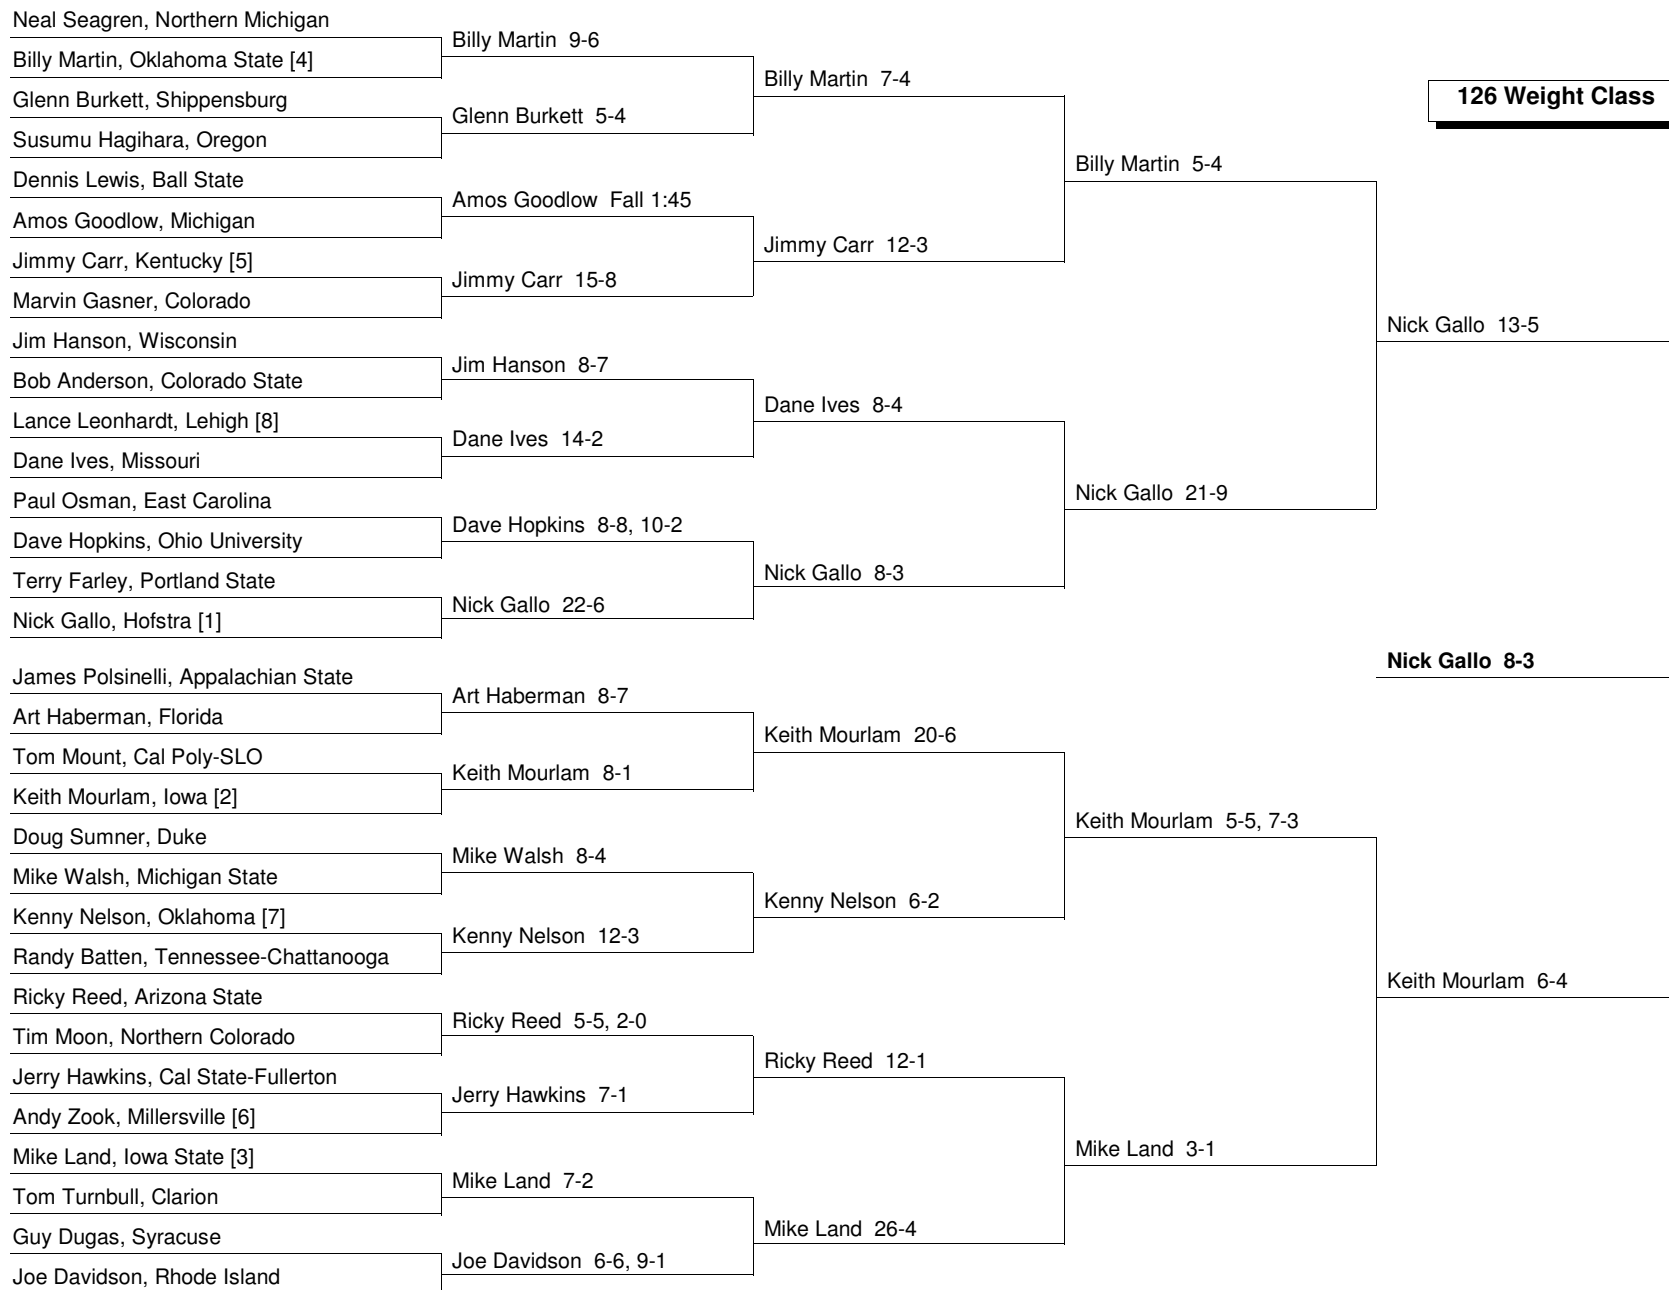 Neal Seagren, Northern Michigan
Billy Martin, Oklahoma State [4]
Glenn Burkett, Shippensburg
Susumu Hagihara, Oregon
Dennis Lewis, Ball State
Amos Goodlow, Michigan
Jimmy Carr, Kentucky [5]
Marvin Gasner, Colorado
Jim Hanson, Wisconsin
Bob Anderson, Colorado State
Lance Leonhardt, Lehigh [8]
Dane Ives, Missouri
Paul Osman, East Carolina
Dave Hopkins, Ohio University
Terry Farley, Portland State
Nick Gallo, Hofstra [1]
James Polsinelli, Appalachian State
Art Haberman, Florida
Tom Mount, Cal Poly-SLO
Keith Mourlam, Iowa [2]
Doug Sumner, Duke
Mike Walsh, Michigan State
Kenny Nelson, Oklahoma [7]
Randy Batten, Tennessee-Chattanooga
Ricky Reed, Arizona State
Tim Moon, Northern Colorado
Jerry Hawkins, Cal State-Fullerton
Andy Zook, Millersville [6]
Mike Land, Iowa State [3]
Tom Turnbull, Clarion
Guy Dugas, Syracuse
Joe Davidson, Rhode Island
Billy Martin 9-6
Glenn Burkett 5-4
Amos Goodlow Fall 1:45
Jimmy Carr 15-8
Jim Hanson 8-7
Dane Ives 14-2
Dave Hopkins 8-8, 10-2
Nick Gallo 22-6
Art Haberman 8-7
Keith Mourlam 8-1
Mike Walsh 8-4
Kenny Nelson 12-3
Ricky Reed 5-5, 2-0
Jerry Hawkins 7-1
Mike Land 7-2
Joe Davidson 6-6, 9-1
Billy Martin 7-4
Jimmy Carr 12-3
Dane Ives 8-4
Nick Gallo 8-3
Keith Mourlam 20-6
Kenny Nelson 6-2
Ricky Reed 12-1
Mike Land 26-4
Billy Martin 5-4
Nick Gallo 21-9
Keith Mourlam 5-5, 7-3
Mike Land 3-1
126 Weight Class
Nick Gallo 13-5
Nick Gallo 8-3
Keith Mourlam 6-4